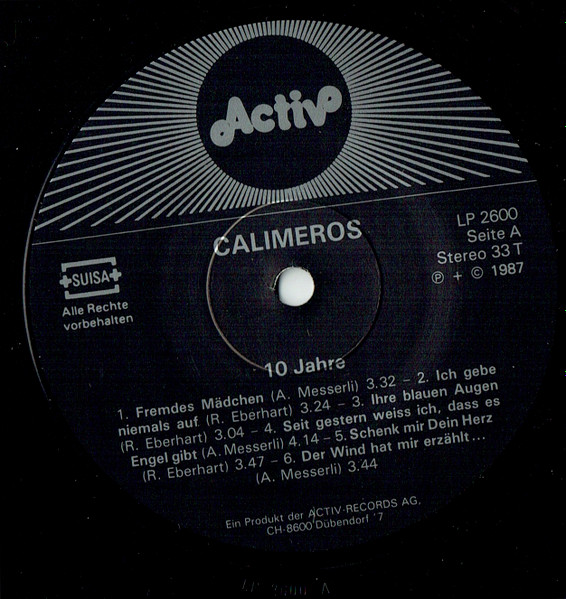 Activ
CALIMEROS
LP 2600
Seite A
Stereo 33 T
℗ + © 1987
+SUISA+
Alle Rechte
vorbehalten
10 Jahre
1. Fremdes Mädchen (A. Messerli) 3.32 – 2. Ich gebe
niemals auf (R. Eberhart) 3.24 – 3. Ihre blauen Augen
(R. Eberhart) 3.04 – 4. Seit gestern weiss ich, dass es
Engel gibt (A. Messerli) 4.14 – 5. Schenk mir Dein Herz
(R. Eberhart) 3.47 – 6. Der Wind hat mir erzählt...
(A. Messerli) 3.44
Ein Produkt der ACTIV-RECORDS AG,
CH-8600 Dübendorf